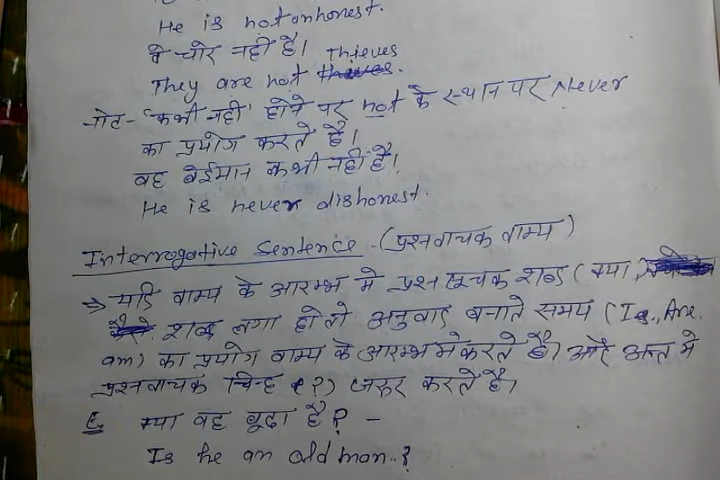 He is not anhonest.
वे चोर नहीं है। Thieves
They are not
नोट- 'कभी नही' होने पर not के स्थान पर Never
का प्रयोग करते है।
वह बेईमान कभी नहीं है।
He is never dishonest.
Interrogative Sentence - (प्रश्नवाचक वाक्य)
→ यदि वाक्य के आरम्भ मे प्रश्न सूचक शब्द ( क्या,
शब्द लगा हो तो अनुवाद बनाते समय ( Is, Are.
am) का प्रयोग वाक्य के आरम्भ मे करते है। और अन्त मे
प्रश्नवाचक चिन्ह (?) जरुर करते है।
E. क्या वह बूढा है? -
Is he an old man..?